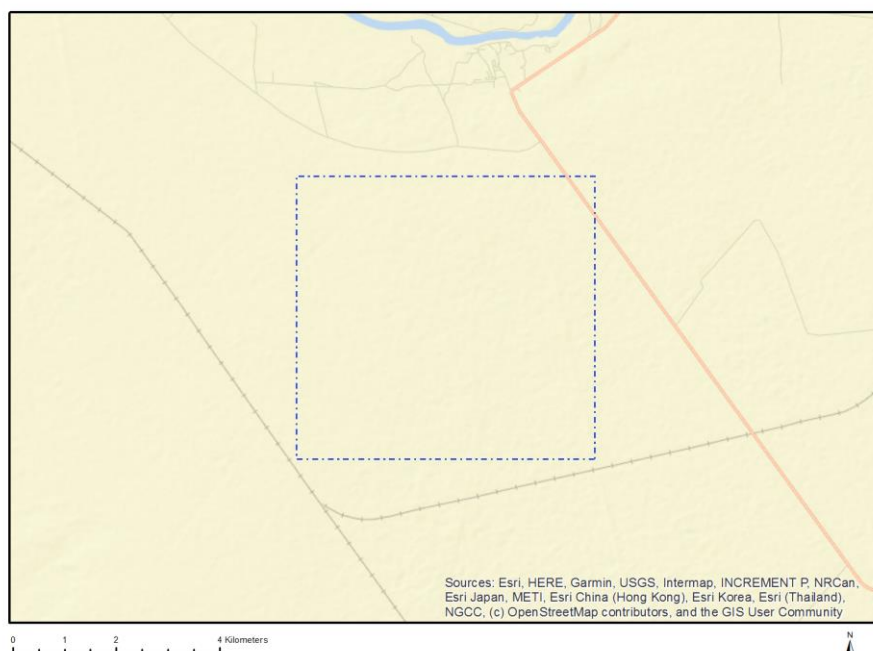 Sources: Esri, HERE, Garmin, USGS, Intermap, INCREMENT P, NRCan,
Esri Japan, METI, Esri China (Hong Kong), Esri Korea, Esri (Thailand),
NGCC, (c) OpenStreetMap contributors, and the GIS User Community
0 1 2 4 Kilometers
N